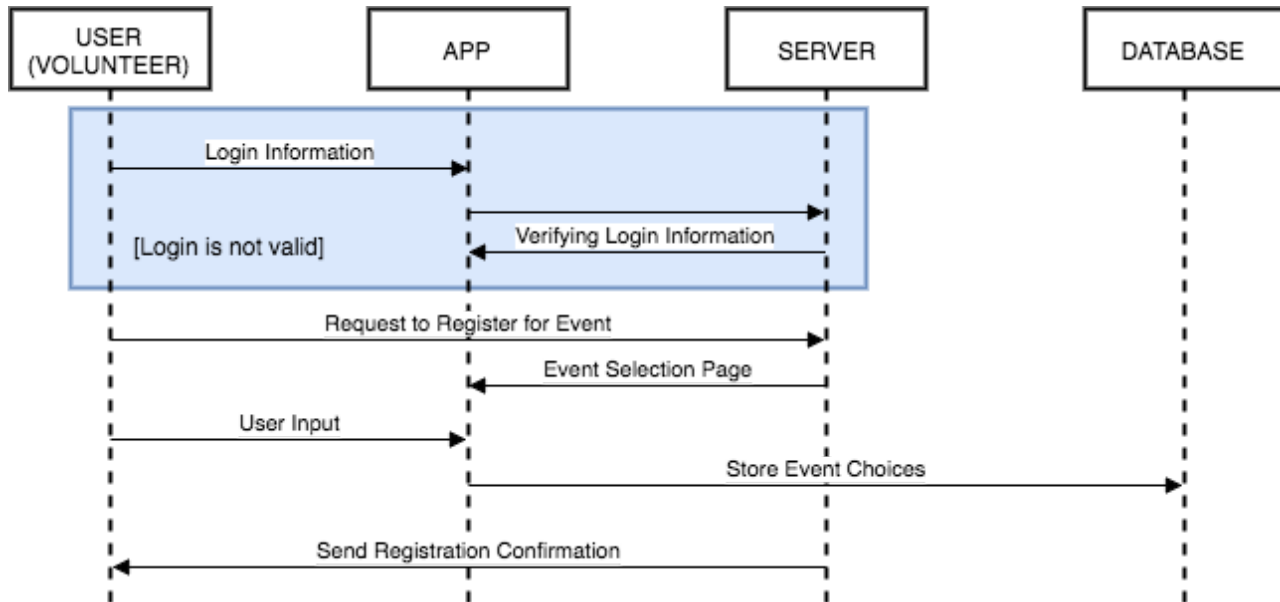 USER
(VOLUNTEER)
APP
SERVER
DATABASE
Login Information
Verifying Login Information
[Login is not valid]
Request to Register for Event
Event Selection Page
User Input
Store Event Choices
Send Registration Confirmation